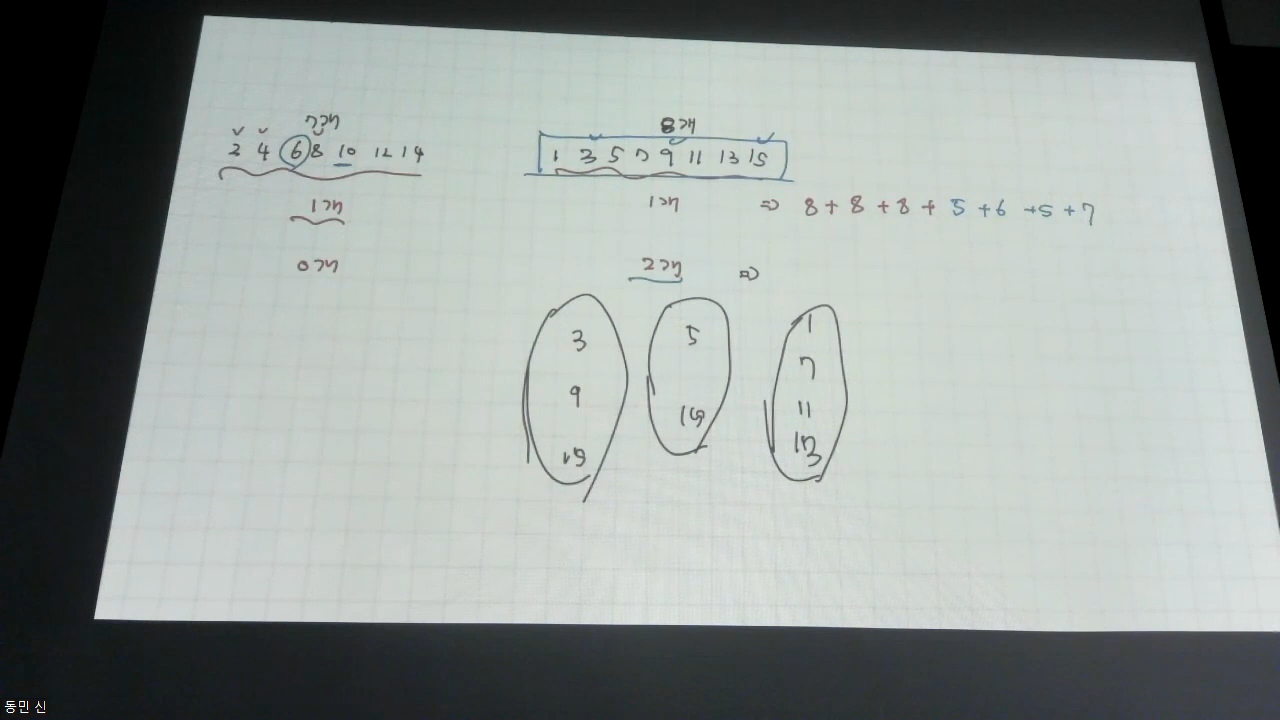 7개 8개
2 4 6 8 10 12 14 1 3 5 7 9 11 13 15
1개 1개 ⇒ 8 + 8 + 8 + 5 + 6 + 5 + 7
0개 2개 ⇒
3 5 1
9 7
15 15 11
13
동민 신